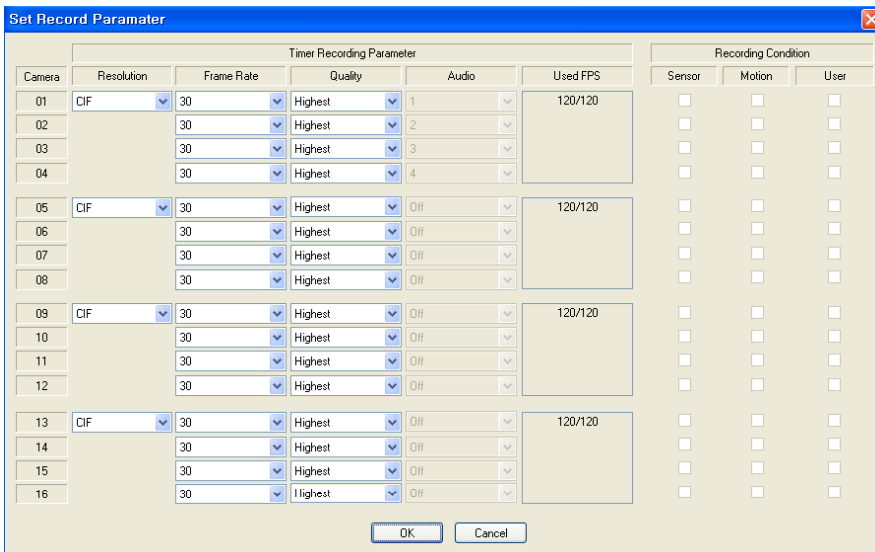 Set Record Paramater
Timer Recording Parameter Recording Condition
Camera Resolution Frame Rate Quality Audio Used FPS Sensor Motion User
01 CIF 30 Highest 1 120/120
02 30 Highest 2
03 30 Highest 3
04 30 Highest 4
05 CIF 30 Highest Off 120/120
06 30 Highest Off
07 30 Highest Off
08 30 Highest Off
09 CIF 30 Highest Off 120/120
10 30 Highest Off
11 30 Highest Off
12 30 Highest Off
13 CIF 30 Highest Off 120/120
14 30 Highest Off
15 30 Highest Off
16 30 Highest Off
OK Cancel